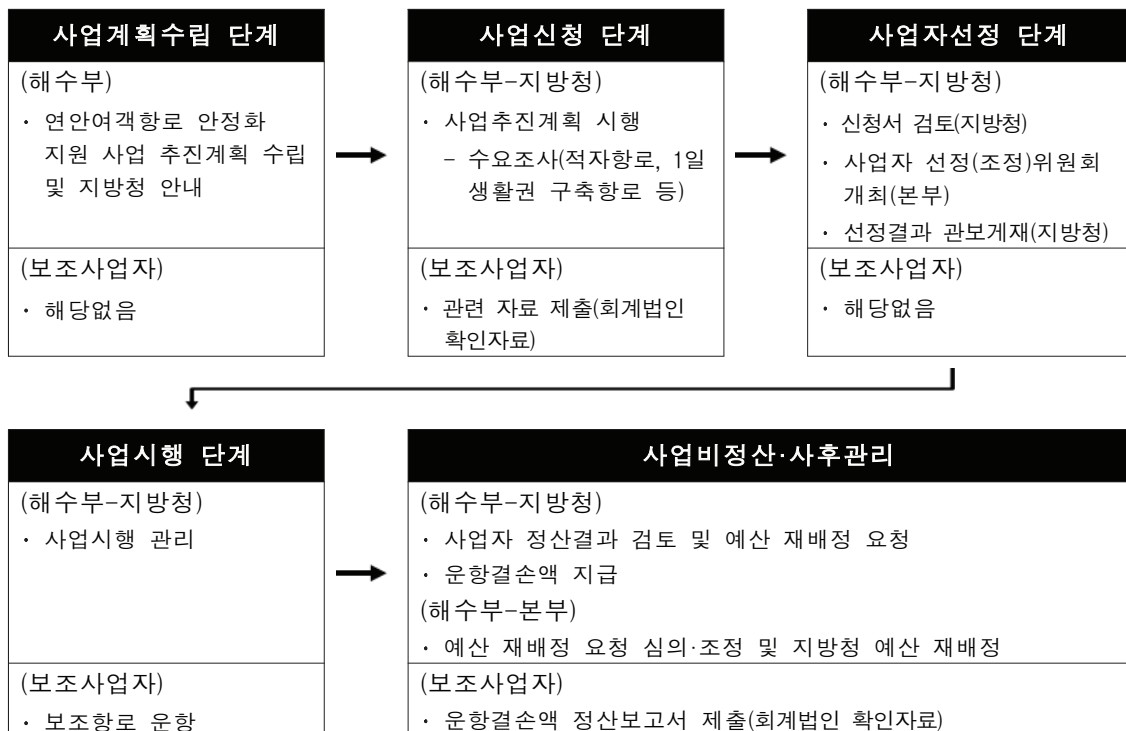 사업계획수립 단계
(해수부)
· 연안여객항로 안정화
지원 사업 추진계획 수립
및 지방청 안내
(보조사업자)
· 해당없음
사업신청 단계
(해수부-지방청)
· 사업추진계획 시행
- 수요조사(적자항로, 1일
생활권 구축항로 등)
(보조사업자)
· 관련 자료 제출(회계법인
확인자료)
사업자선정 단계
(해수부-지방청)
· 신청서 검토(지방청)
· 사업자 선정(조정)위원회
개최(본부)
· 선정결과 관보게재(지방청)
(보조사업자)
· 해당없음
사업시행 단계
(해수부-지방청)
· 사업시행 관리
(보조사업자)
· 보조항로 운항
사업비정산·사후관리
(해수부-지방청)
· 사업자 정산결과 검토 및 예산 재배정 요청
· 운항결손액 지급
(해수부-본부)
· 예산 재배정 요청 심의·조정 및 지방청 예산 재배정
(보조사업자)
· 운항결손액 정산보고서 제출(회계법인 확인자료)